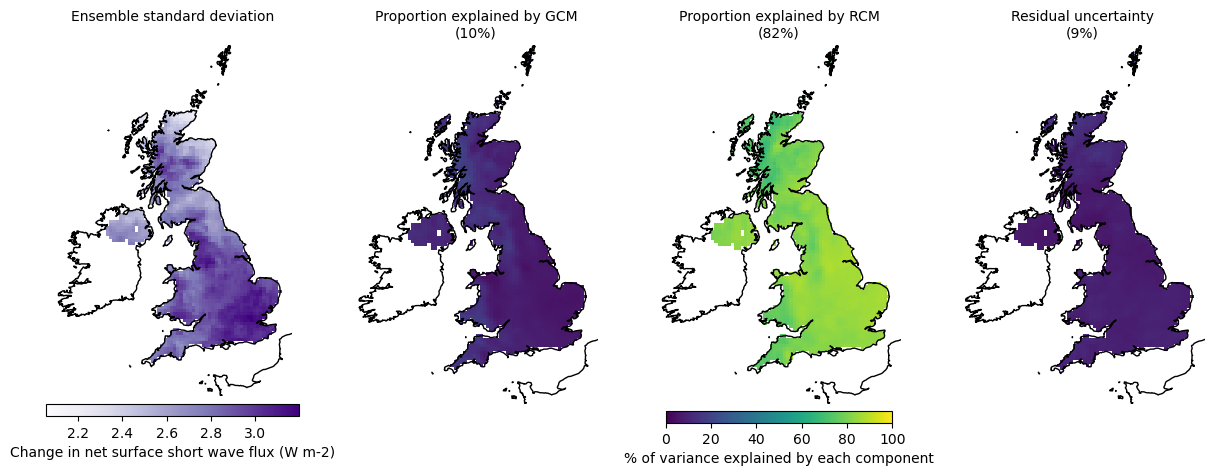 Ensemble standard deviation
Proportion explained by GCM
(10%)
Proportion explained by RCM
(82%)
Residual uncertainty
(9%)
2.2 2.4 2.6 2.8 3.0
Change in net surface short wave flux (W m-2)
0 20 40 60 80 100
% of variance explained by each component